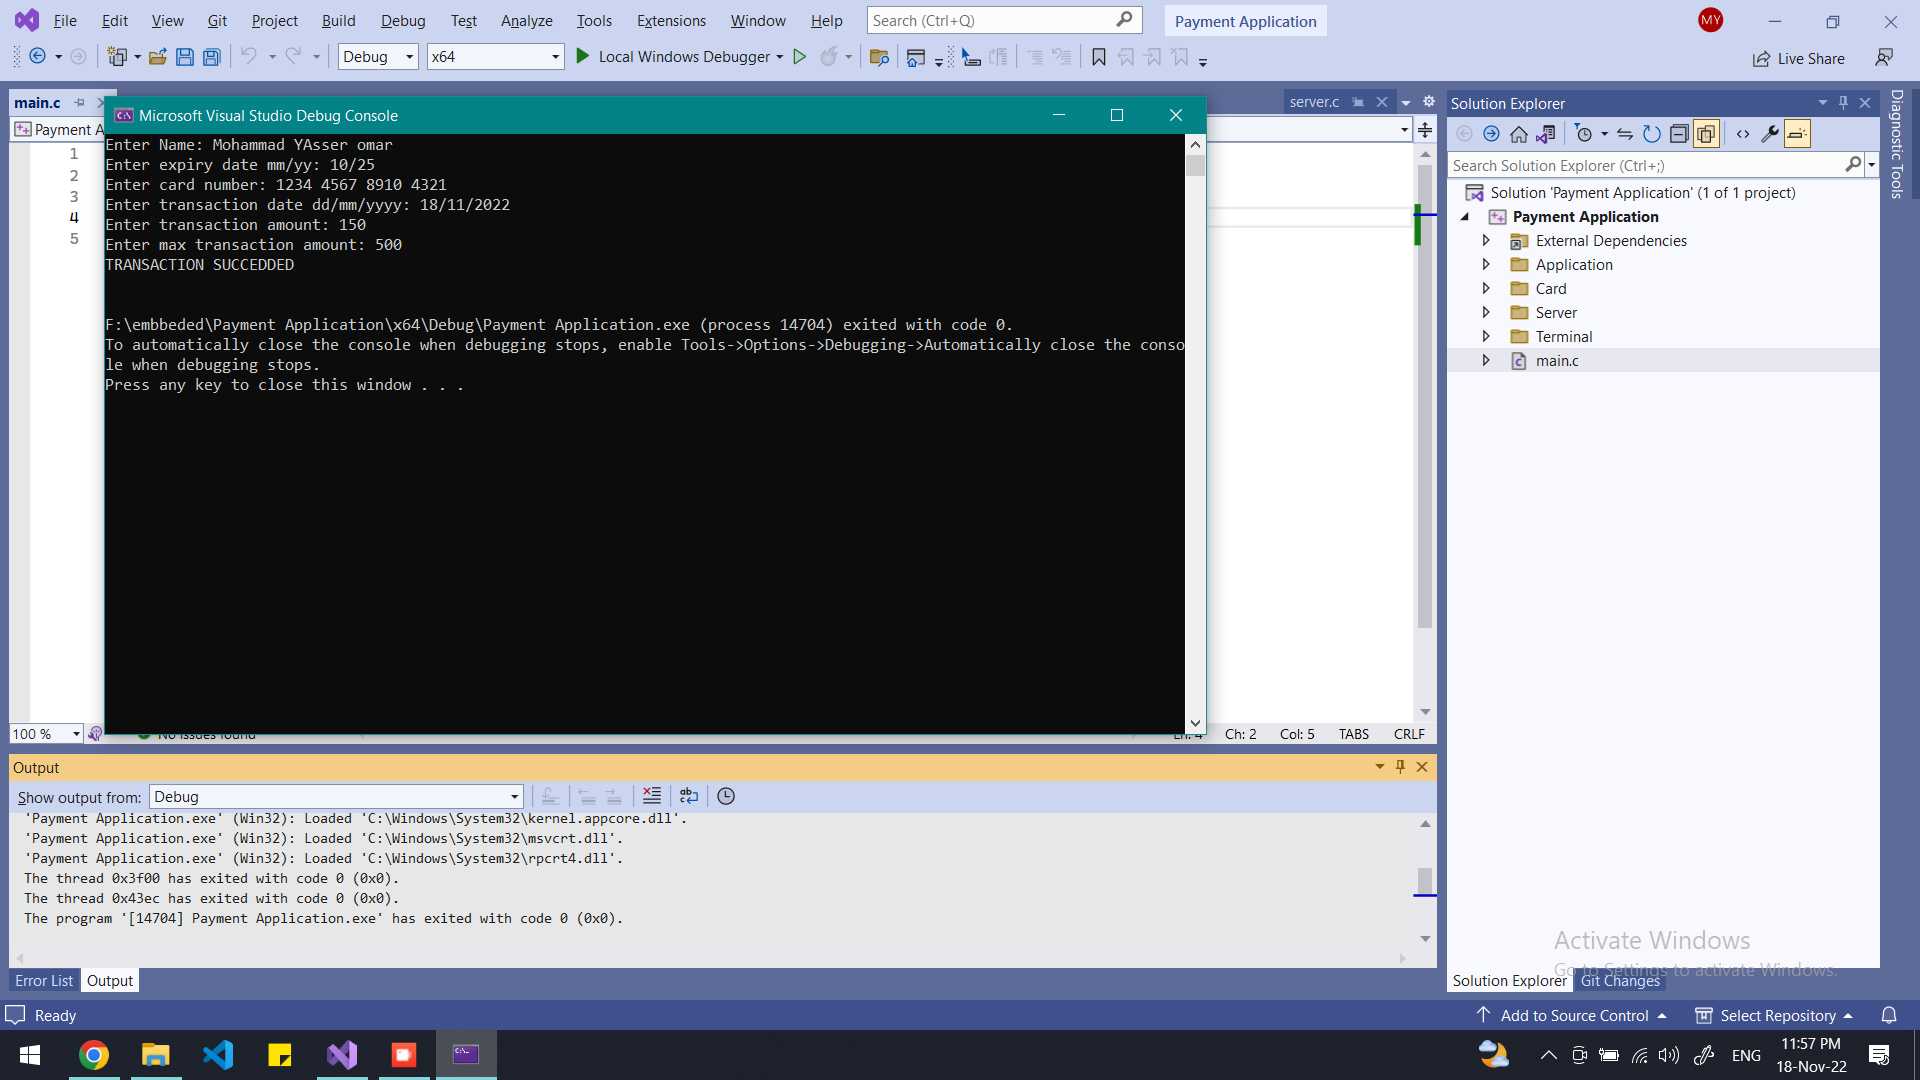 File Edit View Git Project Build Debug Test Analyze Tools Extensions Window Help Search (Ctrl+Q) Payment Application MY
Debug x64 Local Windows Debugger Live Share
main.c server.c
Microsoft Visual Studio Debug Console
Payment A
1
2
3
4
5
Enter Name: Mohammad YAsser omar
Enter expiry date mm/yy: 10/25
Enter card number: 1234 4567 8910 4321
Enter transaction date dd/mm/yyyy: 18/11/2022
Enter transaction amount: 150
Enter max transaction amount: 500
TRANSACTION SUCCEDDED
F:\embbeded\Payment Application\x64\Debug\Payment Application.exe (process 14704) exited with code 0.
To automatically close the console when debugging stops, enable Tools->Options->Debugging->Automatically close the conso
le when debugging stops.
Press any key to close this window . . .
100 % No issues found Ln: 4 Ch: 2 Col: 5 TABS CRLF
Output
Show output from: Debug
'Payment Application.exe' (Win32): Loaded 'C:\Windows\System32\kernel.appcore.dll'.
'Payment Application.exe' (Win32): Loaded 'C:\Windows\System32\msvcrt.dll'.
'Payment Application.exe' (Win32): Loaded 'C:\Windows\System32\rpcrt4.dll'.
The thread 0x3f00 has exited with code 0 (0x0).
The thread 0x43ec has exited with code 0 (0x0).
The program '[14704] Payment Application.exe' has exited with code 0 (0x0).
Error List Output
Solution Explorer
Search Solution Explorer (Ctrl+;)
Solution 'Payment Application' (1 of 1 project)
Payment Application
External Dependencies
Application
Card
Server
Terminal
main.c
Diagnostic Tools
Activate Windows
Go to Settings to activate Windows.
Solution Explorer Git Changes
Ready Add to Source Control Select Repository
ENG 11:57 PM
18-Nov-22